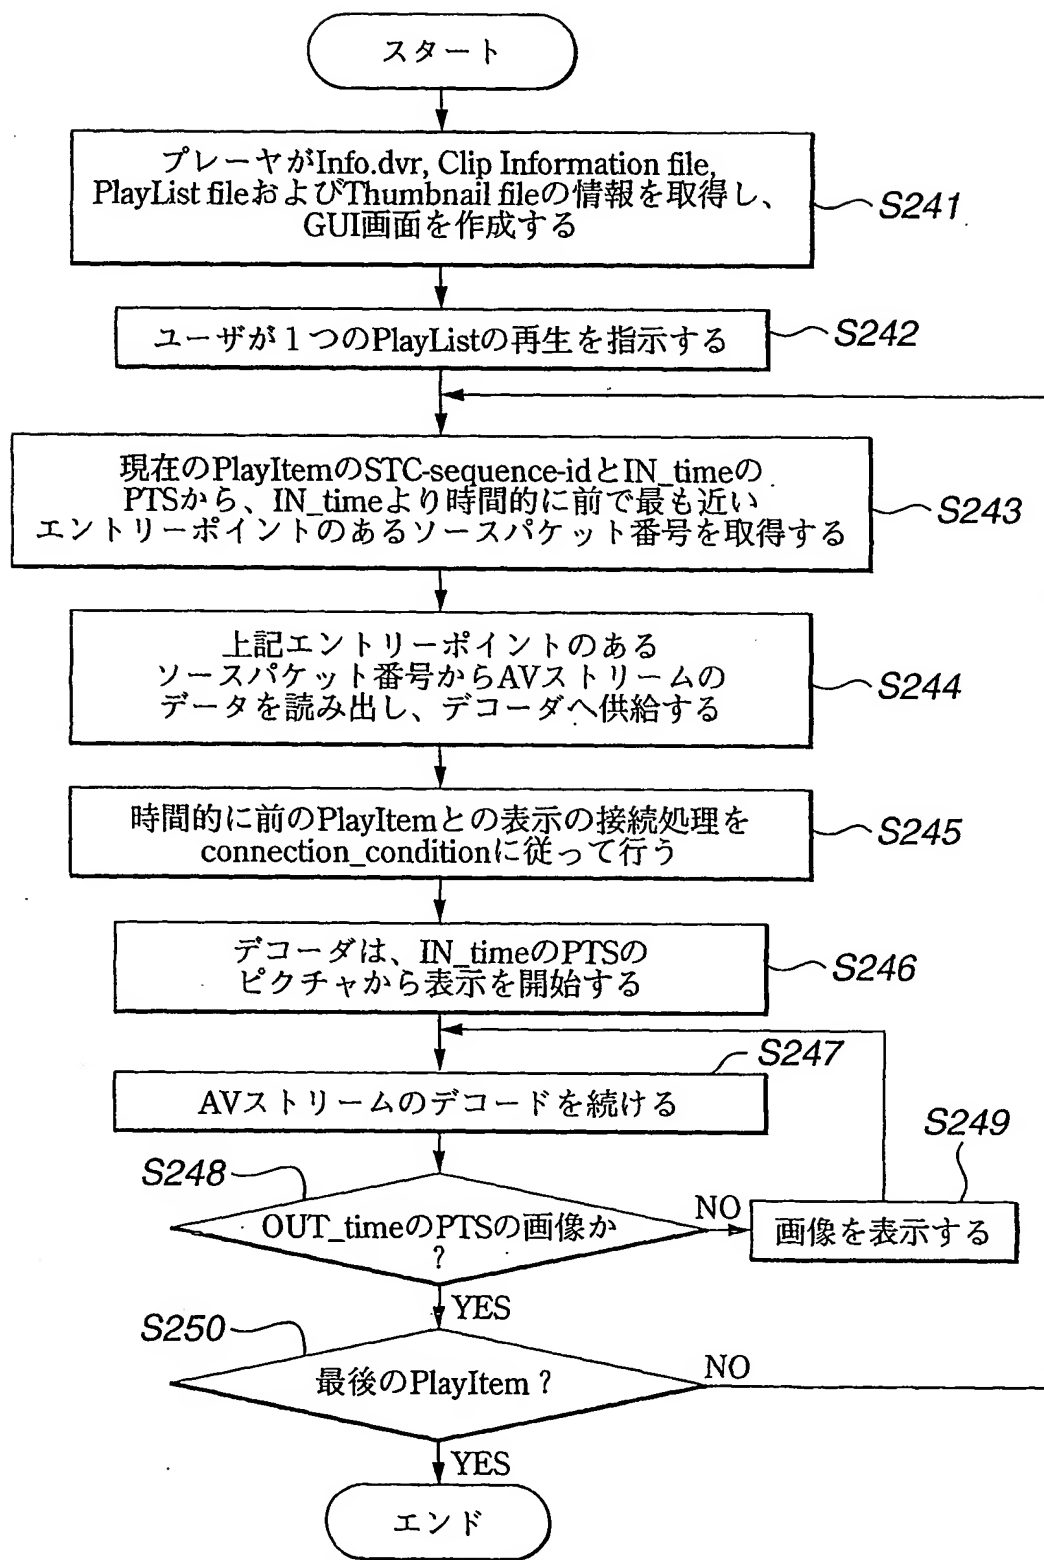 スタート
プレーヤがInfo.dvr, Clip Information file,
PlayList fileおよびThumbnail fileの情報を取得し、
GUI画面を作成する
S241
ユーザが1つのPlayListの再生を指示する
S242
現在のPlayItemのSTC-sequence-idとIN_timeの
PTSから、IN_timeより時間的に前で最も近い
エントリーポイントのあるソースパケット番号を取得する
S243
上記エントリーポイントのある
ソースパケット番号からAVストリームの
データを読み出し、デコーダへ供給する
S244
時間的に前のPlayItemとの表示の接続処理を
connection_conditionに従って行う
S245
デコーダは、IN_timeのPTSの
ピクチャから表示を開始する
S246
S247
AVストリームのデコードを続ける
S249
S248
OUT_timeのPTSの画像か
?
NO
画像を表示する
YES
S250
最後のPlayItem?
NO
YES
エンド